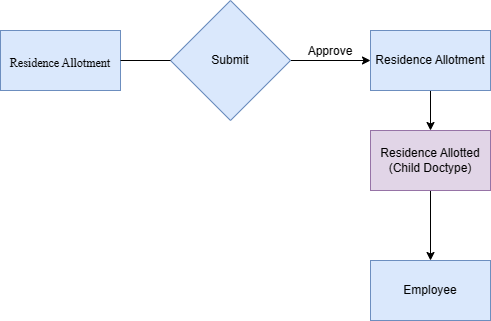 Residence Allotment
Submit
Approve
Residence Allotment
Residence Allotted
(Child Doctype)
Employee